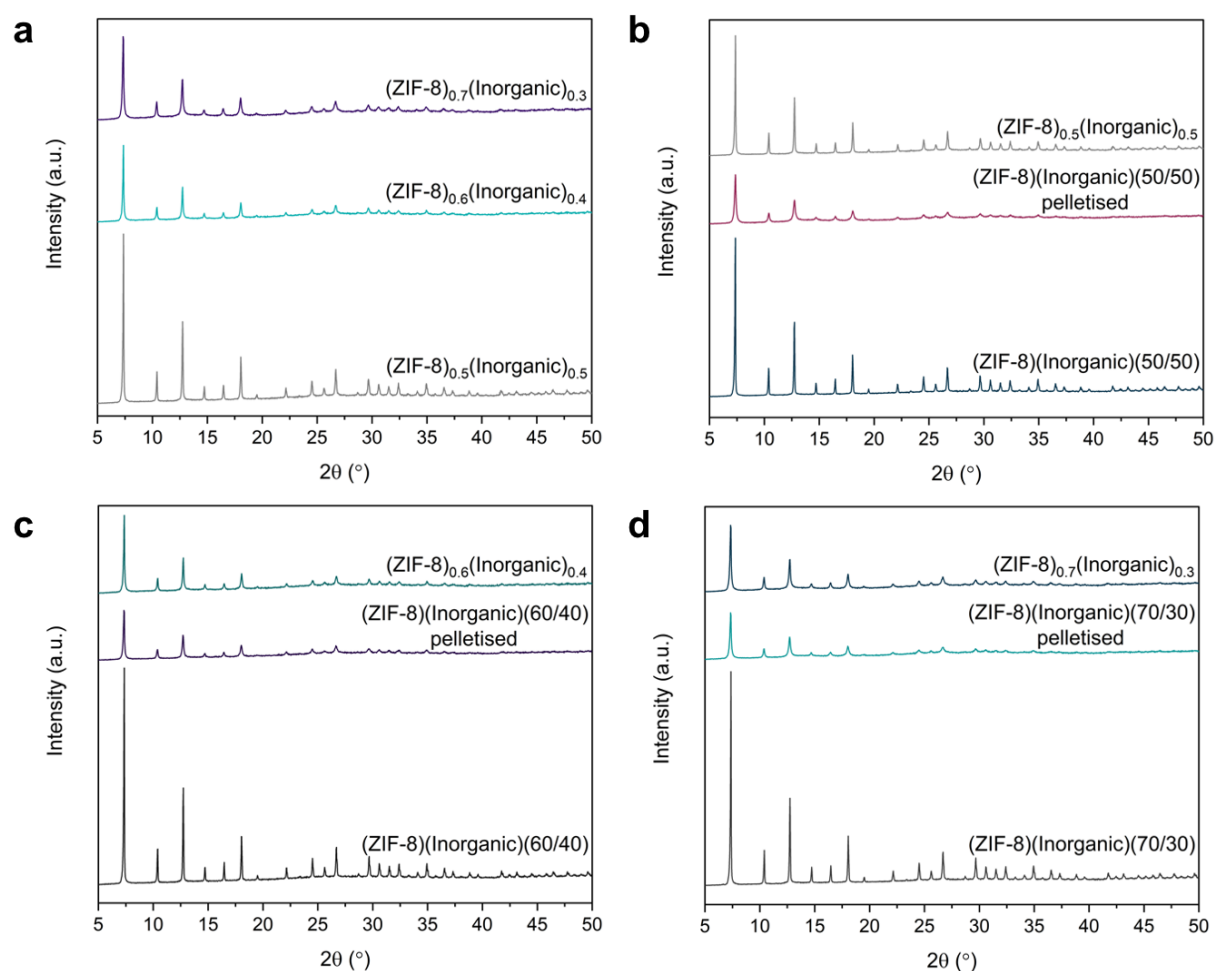 a
(ZIF-8)0.7(Inorganic)0.3
(ZIF-8)0.6(Inorganic)0.4
(ZIF-8)0.5(Inorganic)0.5
Intensity (a.u.)
5 10 15 20 25 30 35 40 45 50
2θ (°)
b
(ZIF-8)0.5(Inorganic)0.5
(ZIF-8)(Inorganic)(50/50)
pelletised
(ZIF-8)(Inorganic)(50/50)
Intensity (a.u.)
5 10 15 20 25 30 35 40 45 50
2θ (°)
c
(ZIF-8)0.6(Inorganic)0.4
(ZIF-8)(Inorganic)(60/40)
pelletised
(ZIF-8)(Inorganic)(60/40)
Intensity (a.u.)
5 10 15 20 25 30 35 40 45 50
2θ (°)
d
(ZIF-8)0.7(Inorganic)0.3
(ZIF-8)(Inorganic)(70/30)
pelletised
(ZIF-8)(Inorganic)(70/30)
Intensity (a.u.)
5 10 15 20 25 30 35 40 45 50
2θ (°)